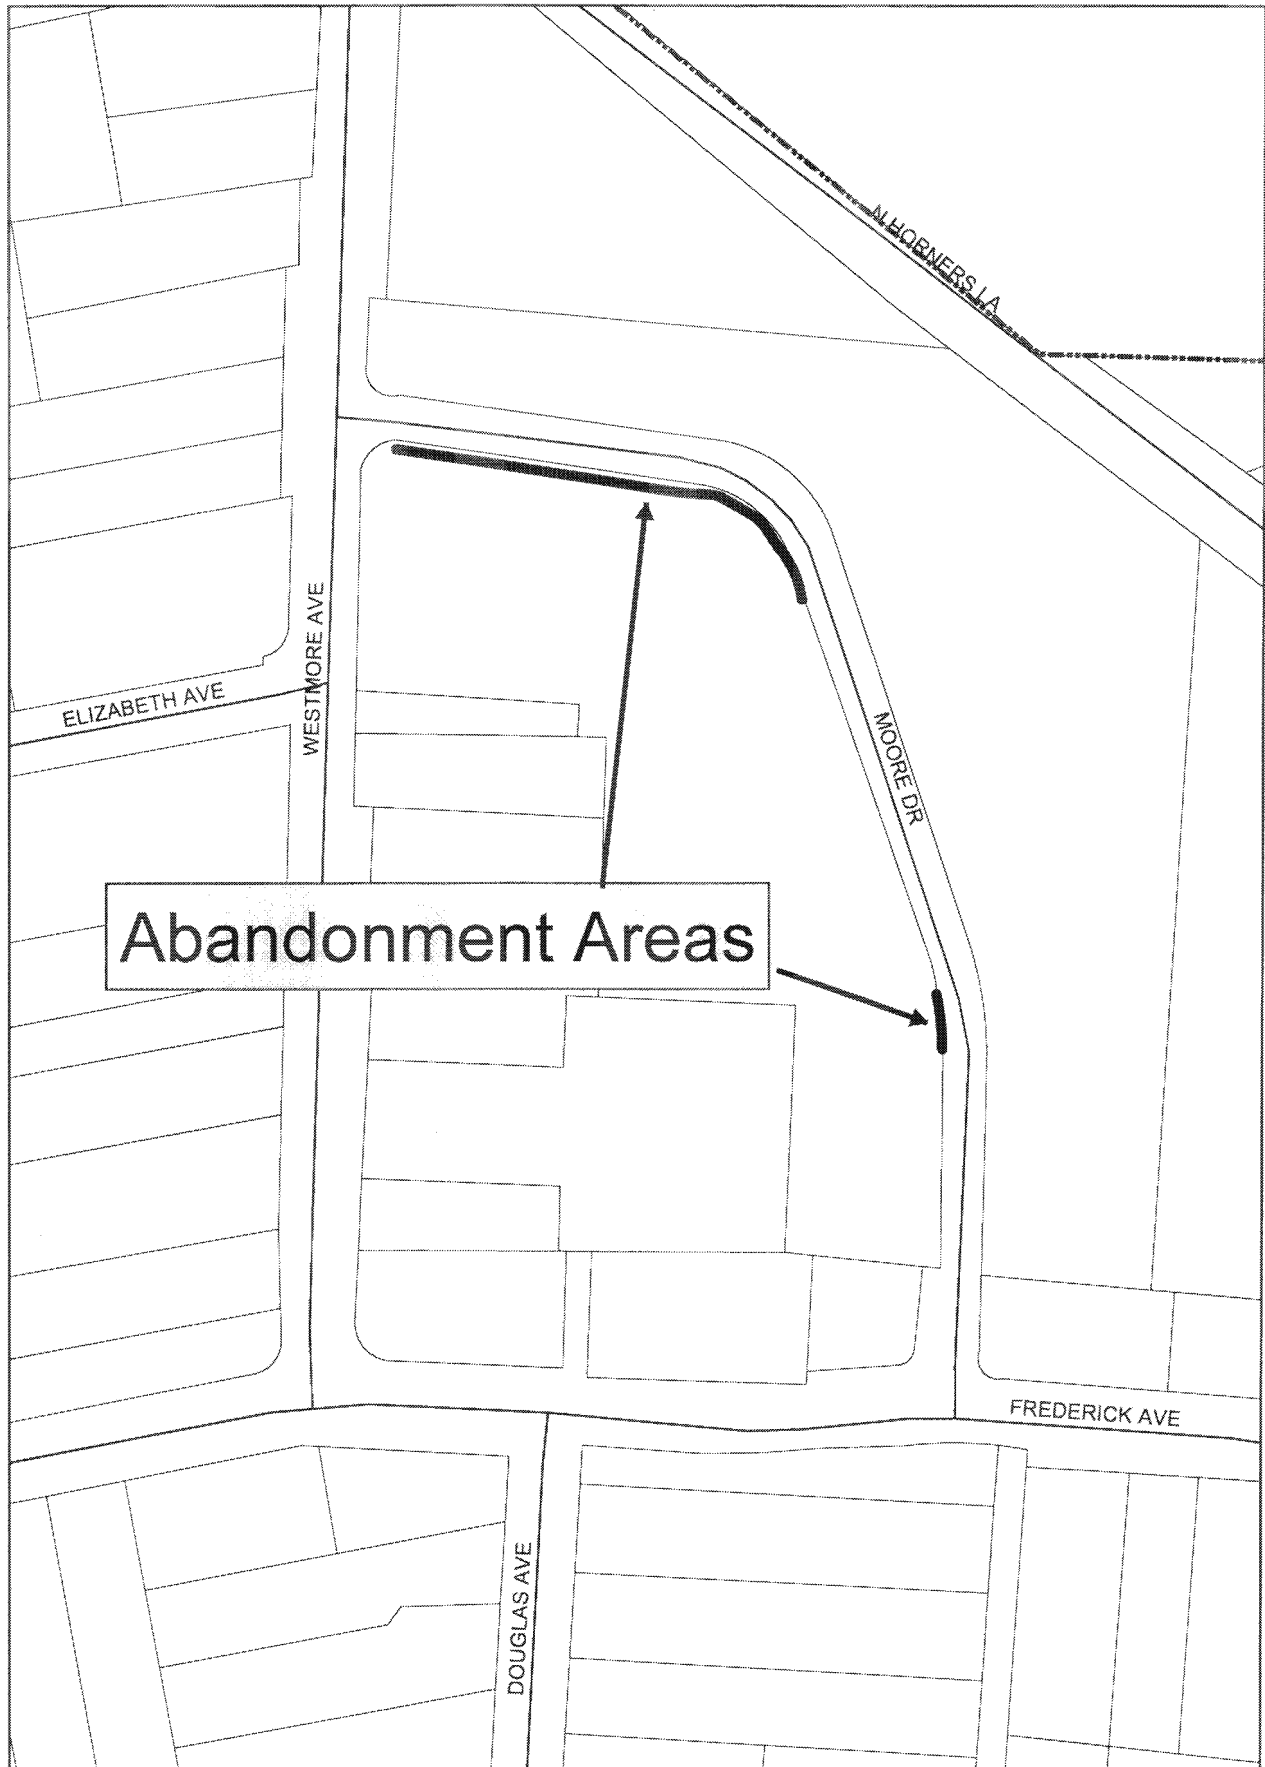 N HORNERS LA
WESTMORE AVE
ELIZABETH AVE
MOORE DR
Abandonment Areas
FREDERICK AVE
DOUGLAS AVE